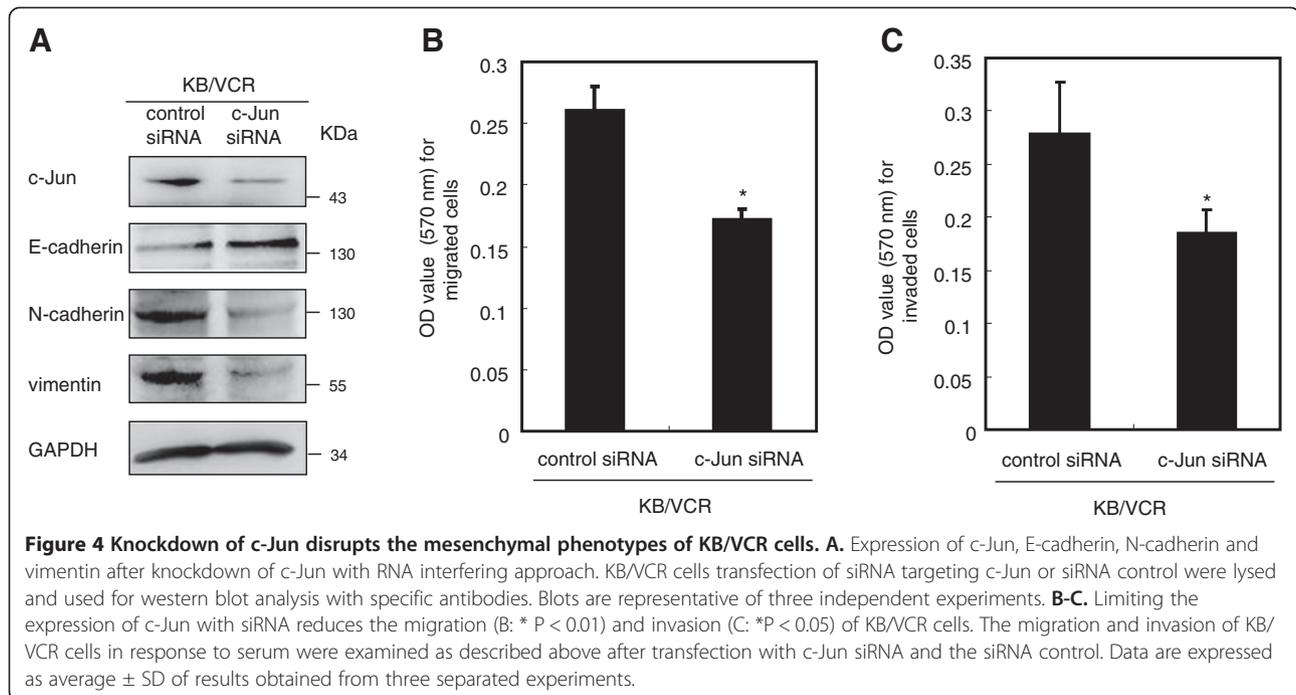 A
KB/VCR
control siRNA
c-Jun siRNA
KDa
c-Jun
43
E-cadherin
130
N-cadherin
130
vimentin
55
GAPDH
34
B
OD value (570 nm) for
migrated cells
0.3
0.25
0.2
0.15
0.1
0.05
0
*
control siRNA
c-Jun siRNA
KB/VCR
C
OD value (570 nm) for
invaded cells
0.35
0.3
0.25
0.2
0.15
0.1
0.05
0
*
control siRNA
c-Jun siRNA
KB/VCR
Figure 4 Knockdown of c-Jun disrupts the mesenchymal phenotypes of KB/VCR cells. A. Expression of c-Jun, E-cadherin, N-cadherin and
vimentin after knockdown of c-Jun with RNA interfering approach. KB/VCR cells transfection of siRNA targeting c-Jun or siRNA control were lysed
and used for western blot analysis with specific antibodies. Blots are representative of three independent experiments. B-C. Limiting the
expression of c-Jun with siRNA reduces the migration (B: * P < 0.01) and invasion (C: *P < 0.05) of KB/VCR cells. The migration and invasion of KB/
VCR cells in response to serum were examined as described above after transfection with c-Jun siRNA and the siRNA control. Data are expressed
as average ± SD of results obtained from three separated experiments.